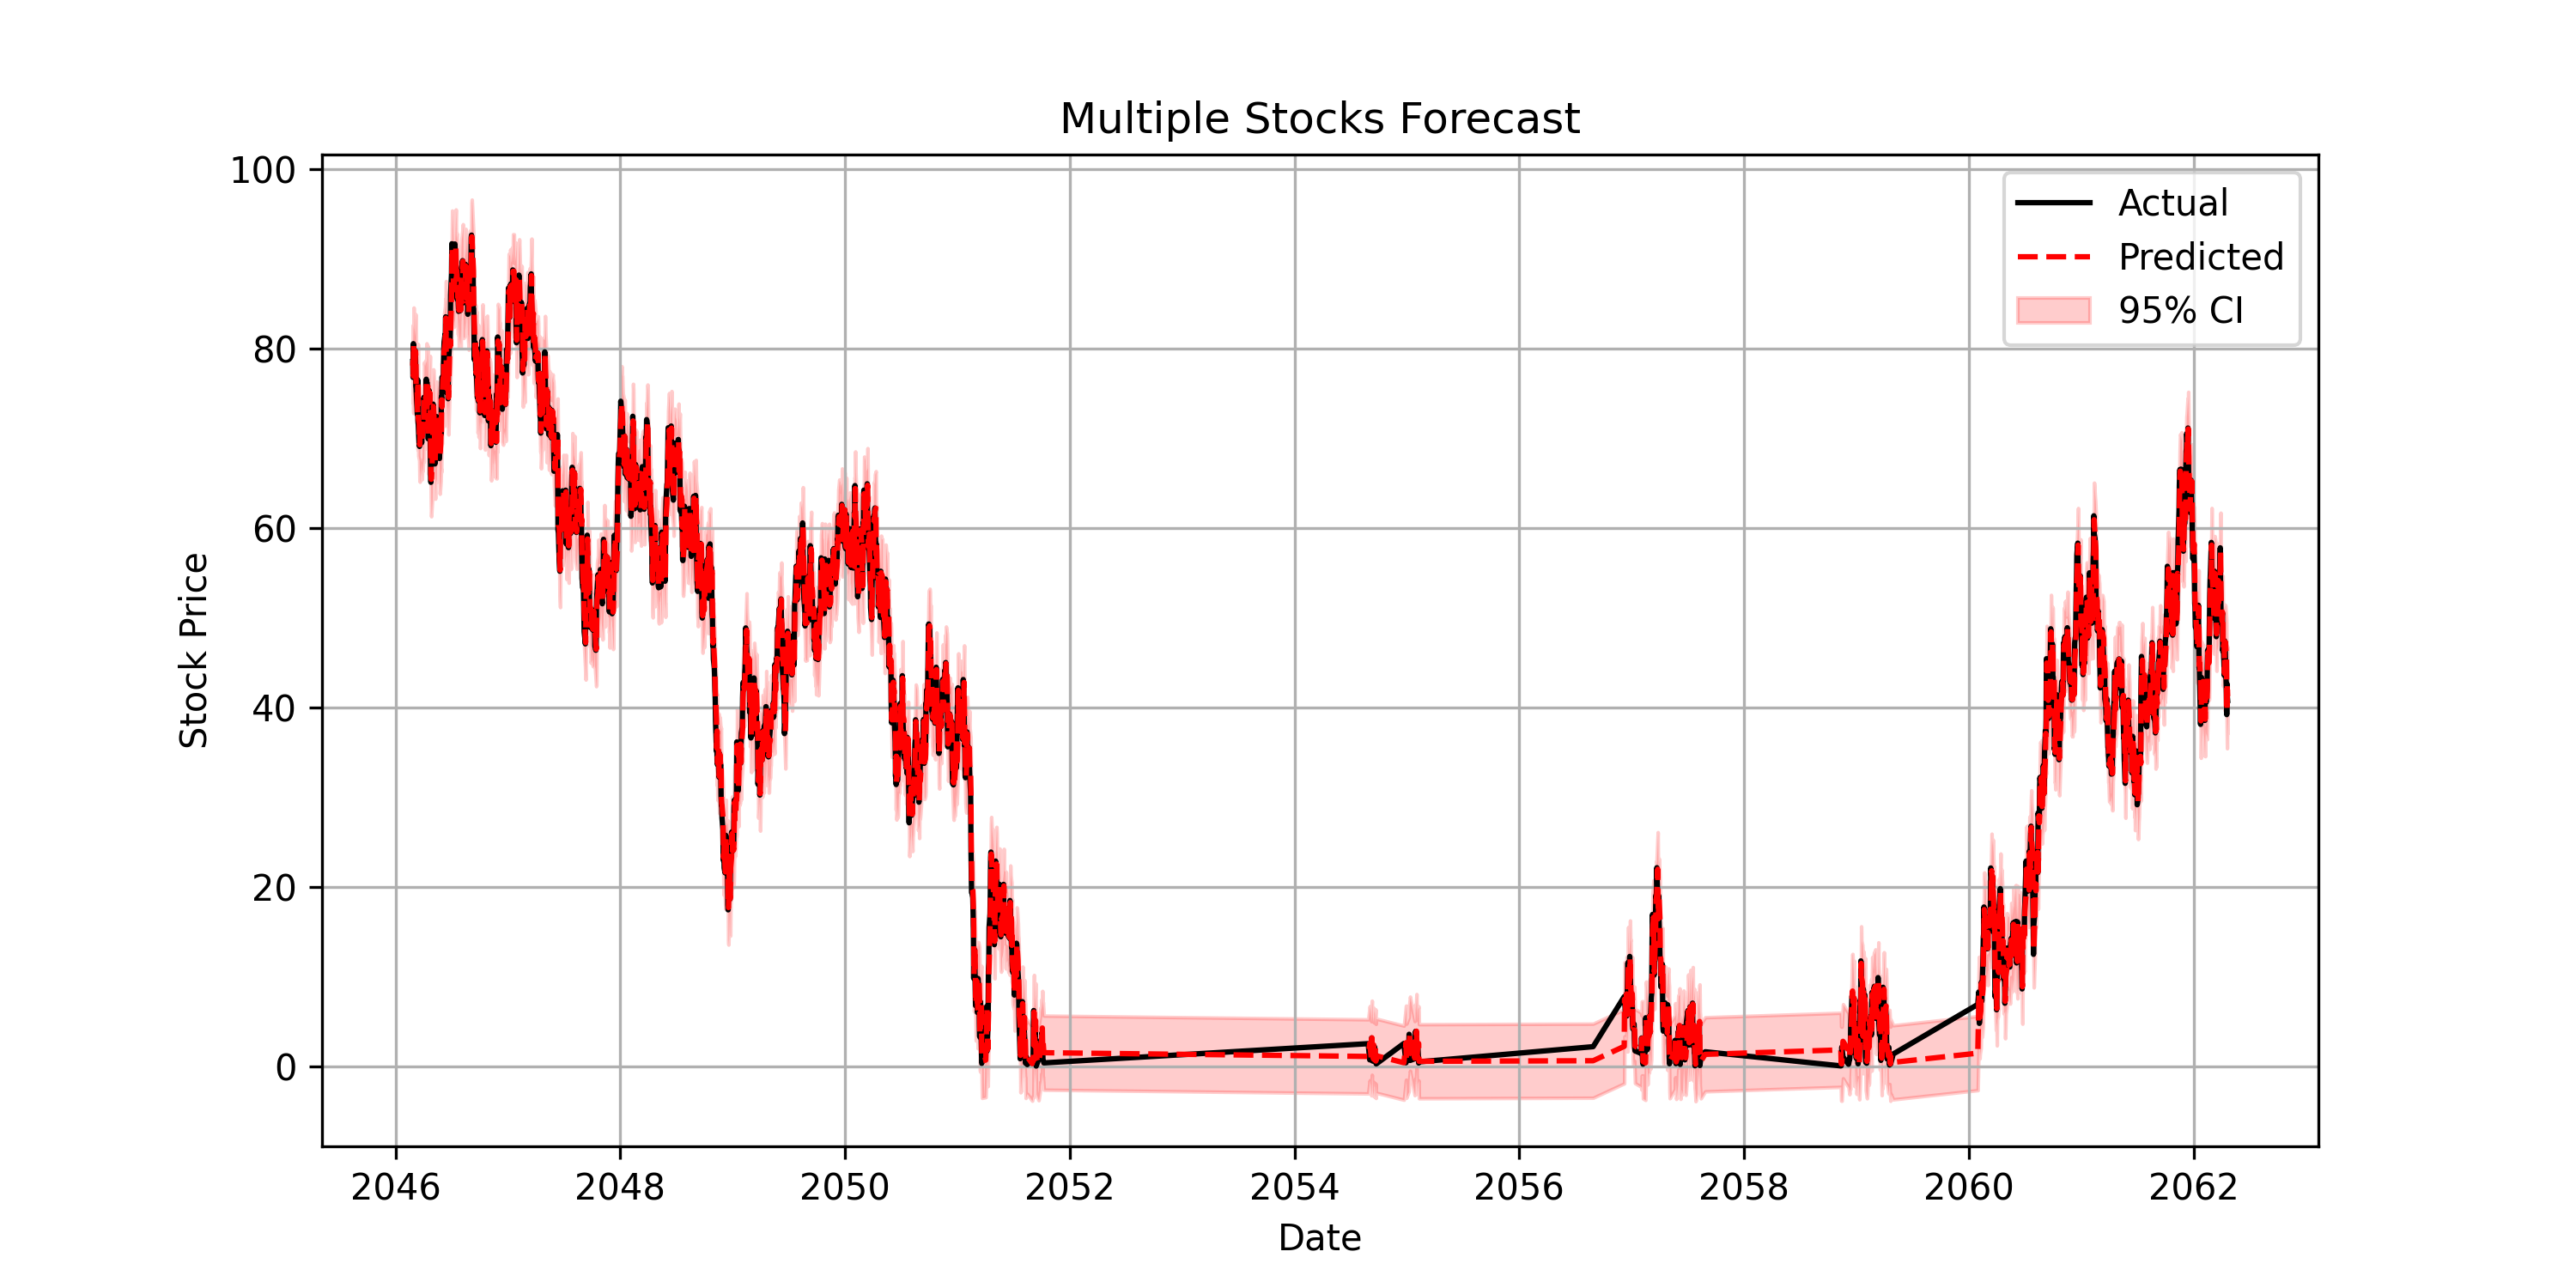 Multiple Stocks Forecast
100
80
60
40
20
0
Stock Price
Actual
Predicted
95% CI
2046 2048 2050 2052 2054 2056 2058 2060 2062
Date